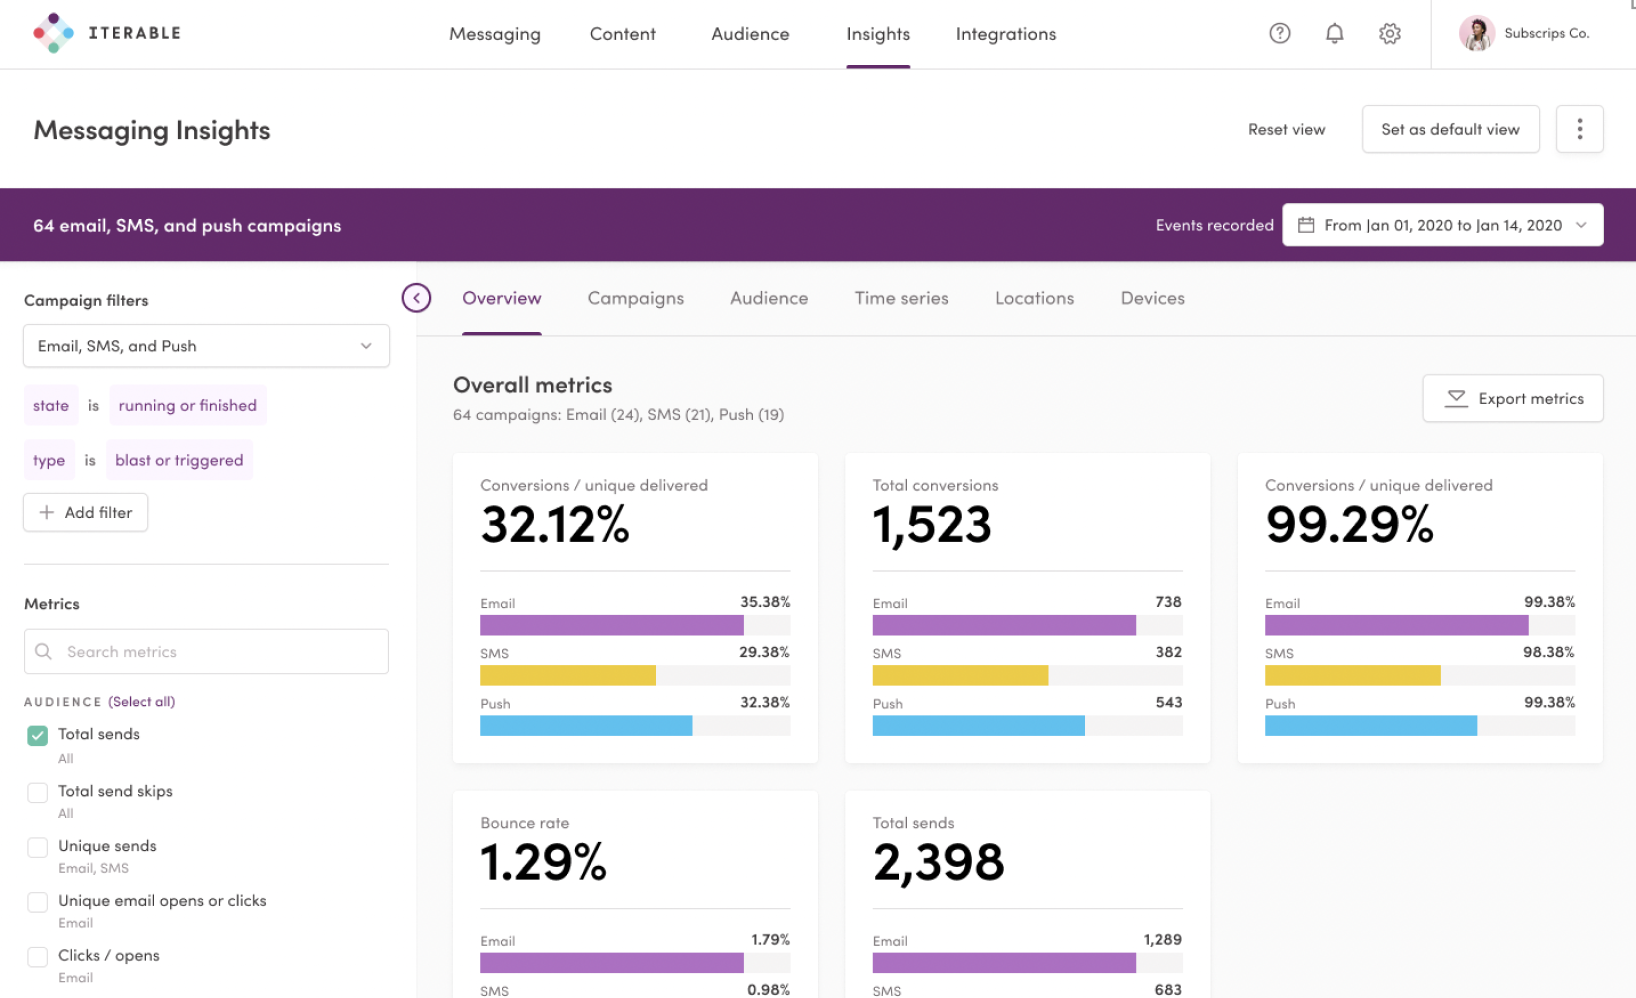 ITERABLE
Messaging Content Audience Insights Integrations
Subscrips Co.
Messaging Insights
Reset view Set as default view
64 email, SMS, and push campaigns
Events recorded From Jan 01, 2020 to Jan 14, 2020
Campaign filters
Email, SMS, and Push
state is running or finished
type is blast or triggered
Add filter
Metrics
Search metrics
AUDIENCE (Select all)
Total sends
All
Total send skips
All
Unique sends
Email, SMS
Unique email opens or clicks
Email
Clicks / opens
Email
Overview Campaigns Audience Time series Locations Devices
Overall metrics
64 campaigns: Email (24), SMS (21), Push (19)
Export metrics
Conversions / unique delivered
32.12%
Email 35.38%
SMS 29.38%
Push 32.38%
Total conversions
1,523
Email 738
SMS 382
Push 543
Conversions / unique delivered
99.29%
Email 99.38%
SMS 98.38%
Push 99.38%
Bounce rate
1.29%
Email 1.79%
SMS 0.98%
Total sends
2,398
Email 1,289
SMS 683